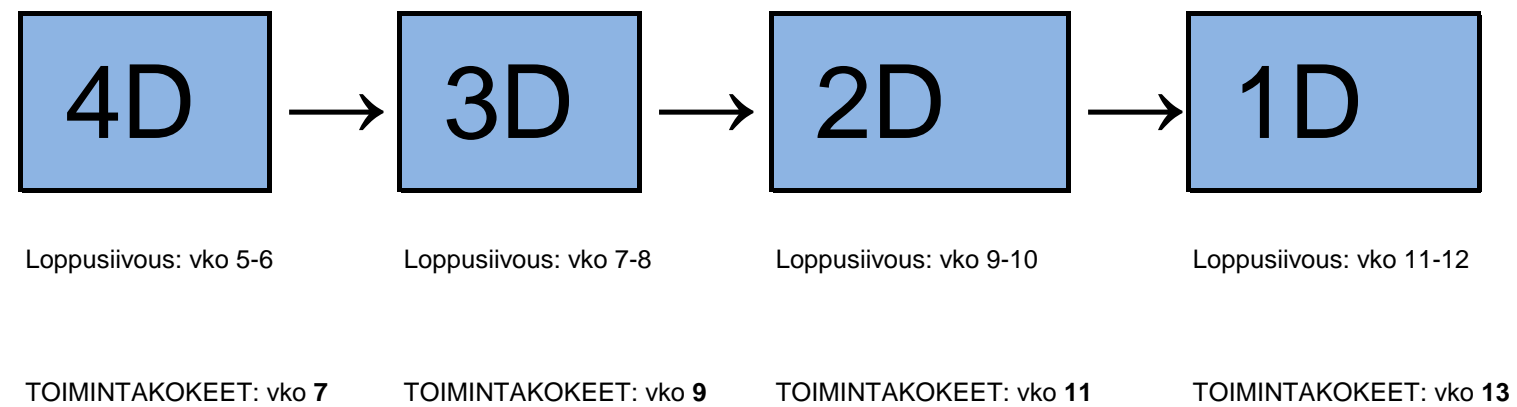 4D → 3D → 2D → 1D
Loppusiivous: vko 5-6 Loppusiivous: vko 7-8 Loppusiivous: vko 9-10 Loppusiivous: vko 11-12
TOIMINTAKOKEET: vko 7 TOIMINTAKOKEET: vko 9 TOIMINTAKOKEET: vko 11 TOIMINTAKOKEET: vko 13